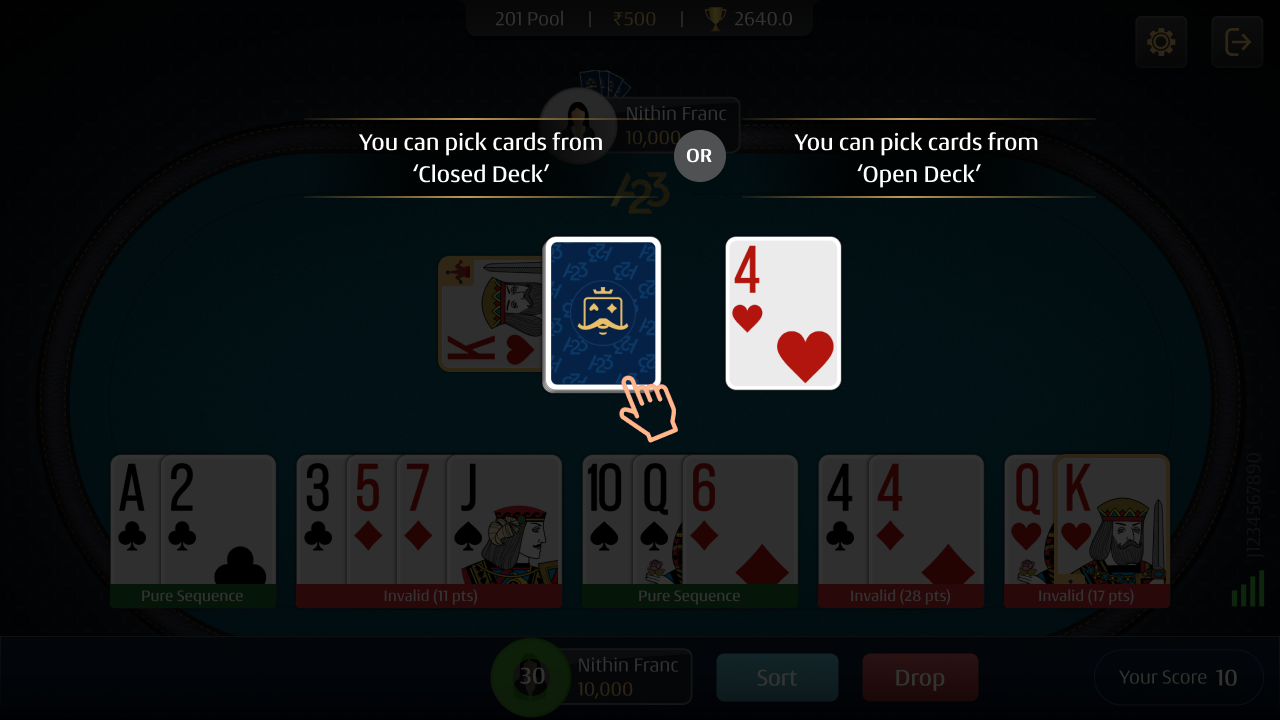 201 Pool | ₹500 | 2640.0
Nithin Franc
10,000
You can pick cards from
‘Closed Deck’
OR
You can pick cards from
‘Open Deck’
A23
K
A23
4
A 2
3 5 7 J
10 Q 6
4 4
Q K
Pure Sequence
Invalid (11 pts)
Pure Sequence
Invalid (28 pts)
Invalid (17 pts)
30
Nithin Franc
10,000
Sort
Drop
Your Score 10